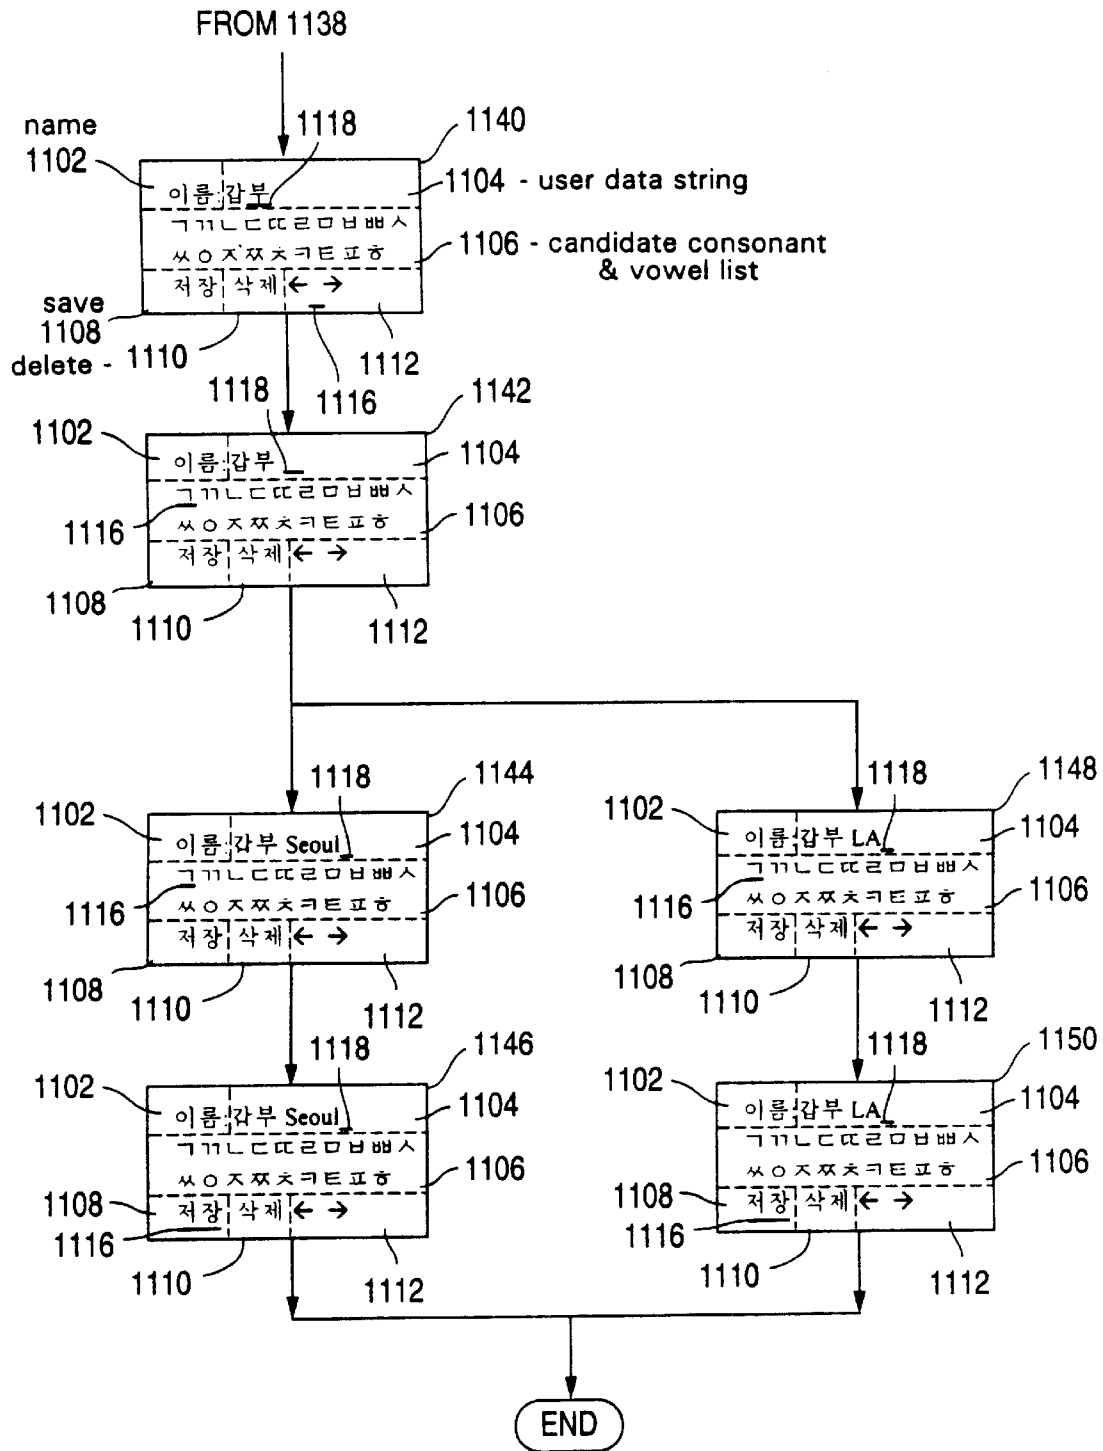 FROM 1138
name
1102
1118
1140
이름:갑부
1104 - user data string
ㄱㄲㄴㄷㄸㄹㅁㅂㅃㅅ
ㅆㅇㅈㅉㅊㅋㅌㅍㅎ
1106 - candidate consonant
& vowel list
저장 삭제 ← →
save
1108
delete - 1110
1116
1112
1118
1142
1102
이름:갑부
1104
ㄱㄲㄴㄷㄸㄹㅁㅂㅃㅅ
1116
ㅆㅇㅈㅉㅊㅋㅌㅍㅎ
1106
저장 삭제 ← →
1108
1110
1112
1118
1144
1102
이름:갑부 Seoul
1104
ㄱㄲㄴㄷㄸㄹㅁㅂㅃㅅ
1116
ㅆㅇㅈㅉㅊㅋㅌㅍㅎ
1106
저장 삭제 ← →
1108
1110
1112
1118
1148
1102
이름:갑부 LA
1104
ㄱㄲㄴㄷㄸㄹㅁㅂㅃㅅ
1116
ㅆㅇㅈㅉㅊㅋㅌㅍㅎ
1106
저장 삭제 ← →
1108
1110
1112
1118
1146
1102
이름:갑부 Seoul
1104
ㄱㄲㄴㄷㄸㄹㅁㅂㅃㅅ
ㅆㅇㅈㅉㅊㅋㅌㅍㅎ
1106
1108
저장 삭제 ← →
1116
1110
1112
1118
1150
1102
이름:갑부 LA
1104
ㄱㄲㄴㄷㄸㄹㅁㅂㅃㅅ
ㅆㅇㅈㅉㅊㅋㅌㅍㅎ
1106
1108
저장 삭제 ← →
1116
1110
1112
END